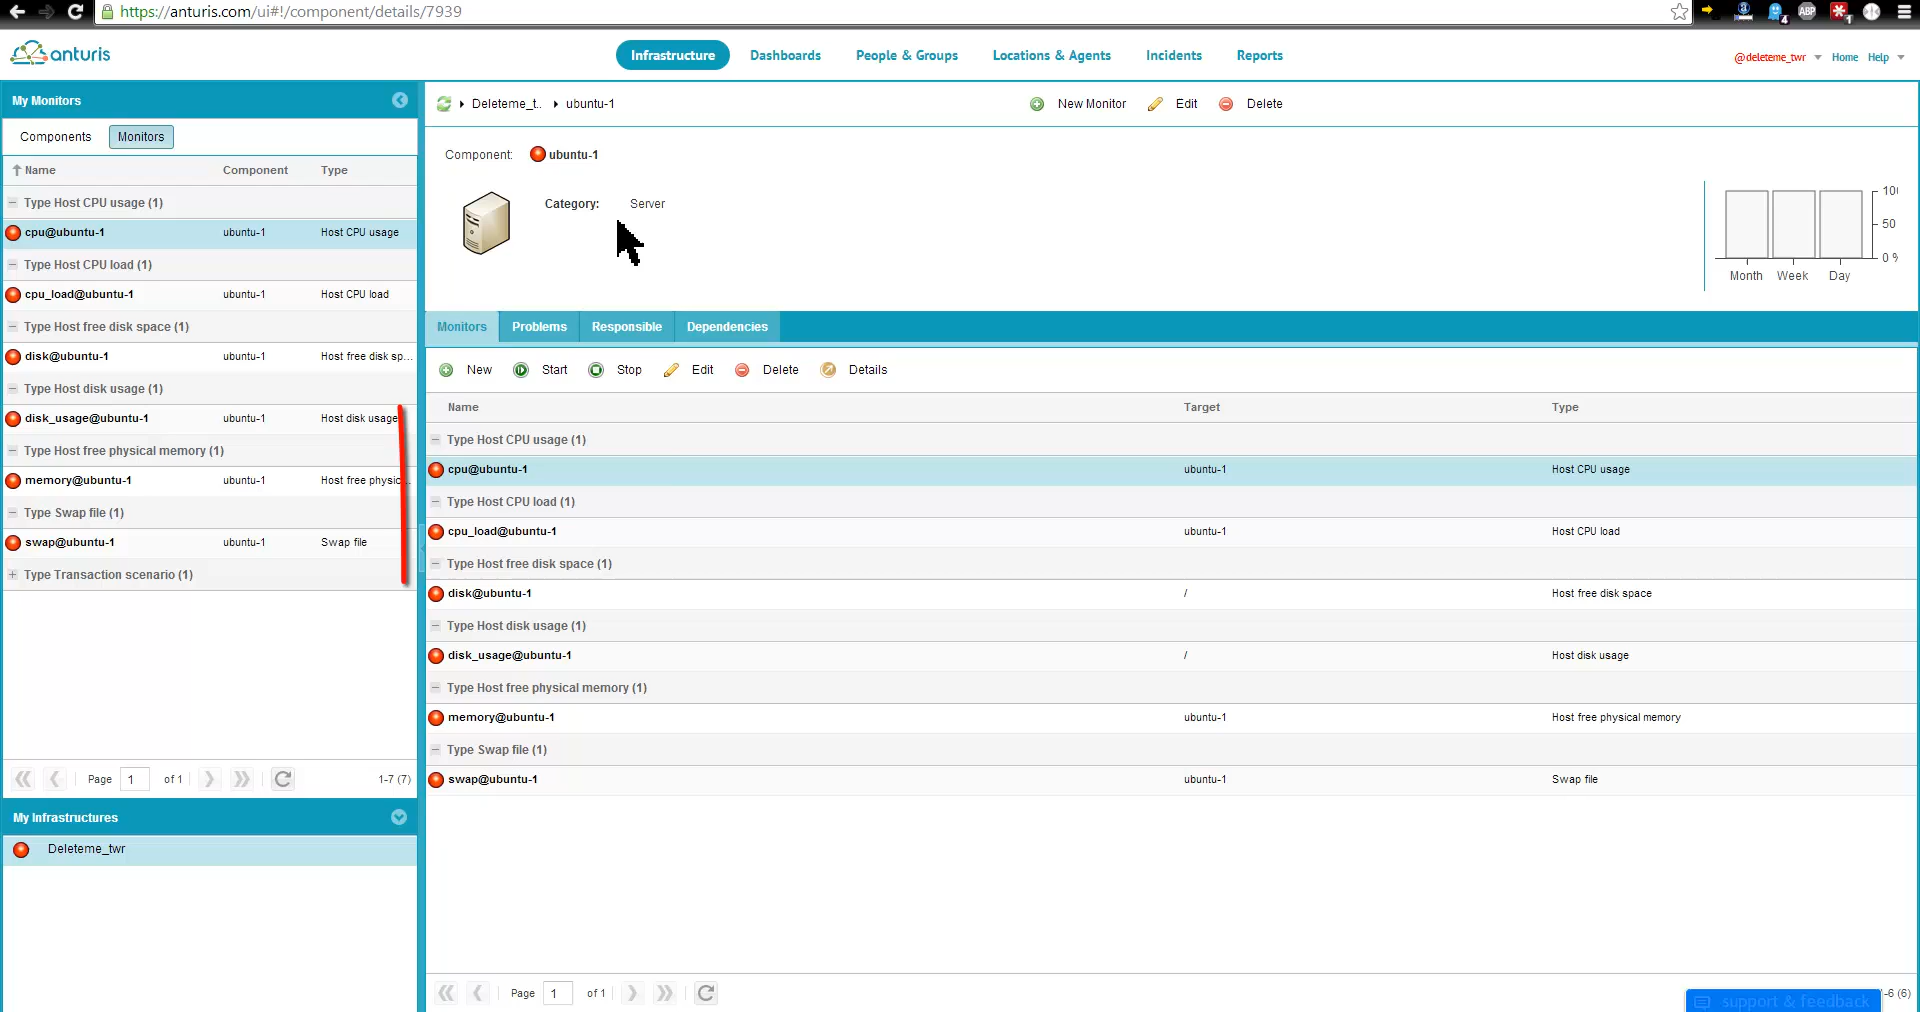 https://anturis.com/ui#!/component/details/7939
4
ABP
1
anturis
Infrastructure
Dashboards
People & Groups
Locations & Agents
Incidents
Reports
@deleteme_twr
Home
Help
My Monitors
Components
Monitors
Name
Component
Type
Type Host CPU usage (1)
cpu@ubuntu-1 ubuntu-1 Host CPU usage
Type Host CPU load (1)
cpu_load@ubuntu-1 ubuntu-1 Host CPU load
Type Host free disk space (1)
disk@ubuntu-1 ubuntu-1 Host free disk sp...
Type Host disk usage (1)
disk_usage@ubuntu-1 ubuntu-1 Host disk usage
Type Host free physical memory (1)
memory@ubuntu-1 ubuntu-1 Host free physic...
Type Swap file (1)
swap@ubuntu-1 ubuntu-1 Swap file
Type Transaction scenario (1)
Page 1 of 1 1-7 (7)
My Infrastructures
Deleteme_twr
Deleteme_t.. ubuntu-1
New Monitor
Edit
Delete
Component: ubuntu-1
Category: Server
100
50
0 %
Month Week Day
Monitors
Problems
Responsible
Dependencies
New
Start
Stop
Edit
Delete
Details
Name Target Type
Type Host CPU usage (1)
cpu@ubuntu-1 ubuntu-1 Host CPU usage
Type Host CPU load (1)
cpu_load@ubuntu-1 ubuntu-1 Host CPU load
Type Host free disk space (1)
disk@ubuntu-1 / Host free disk space
Type Host disk usage (1)
disk_usage@ubuntu-1 / Host disk usage
Type Host free physical memory (1)
memory@ubuntu-1 ubuntu-1 Host free physical memory
Type Swap file (1)
swap@ubuntu-1 ubuntu-1 Swap file
Page 1 of 1
-6 (6)
support & feedback